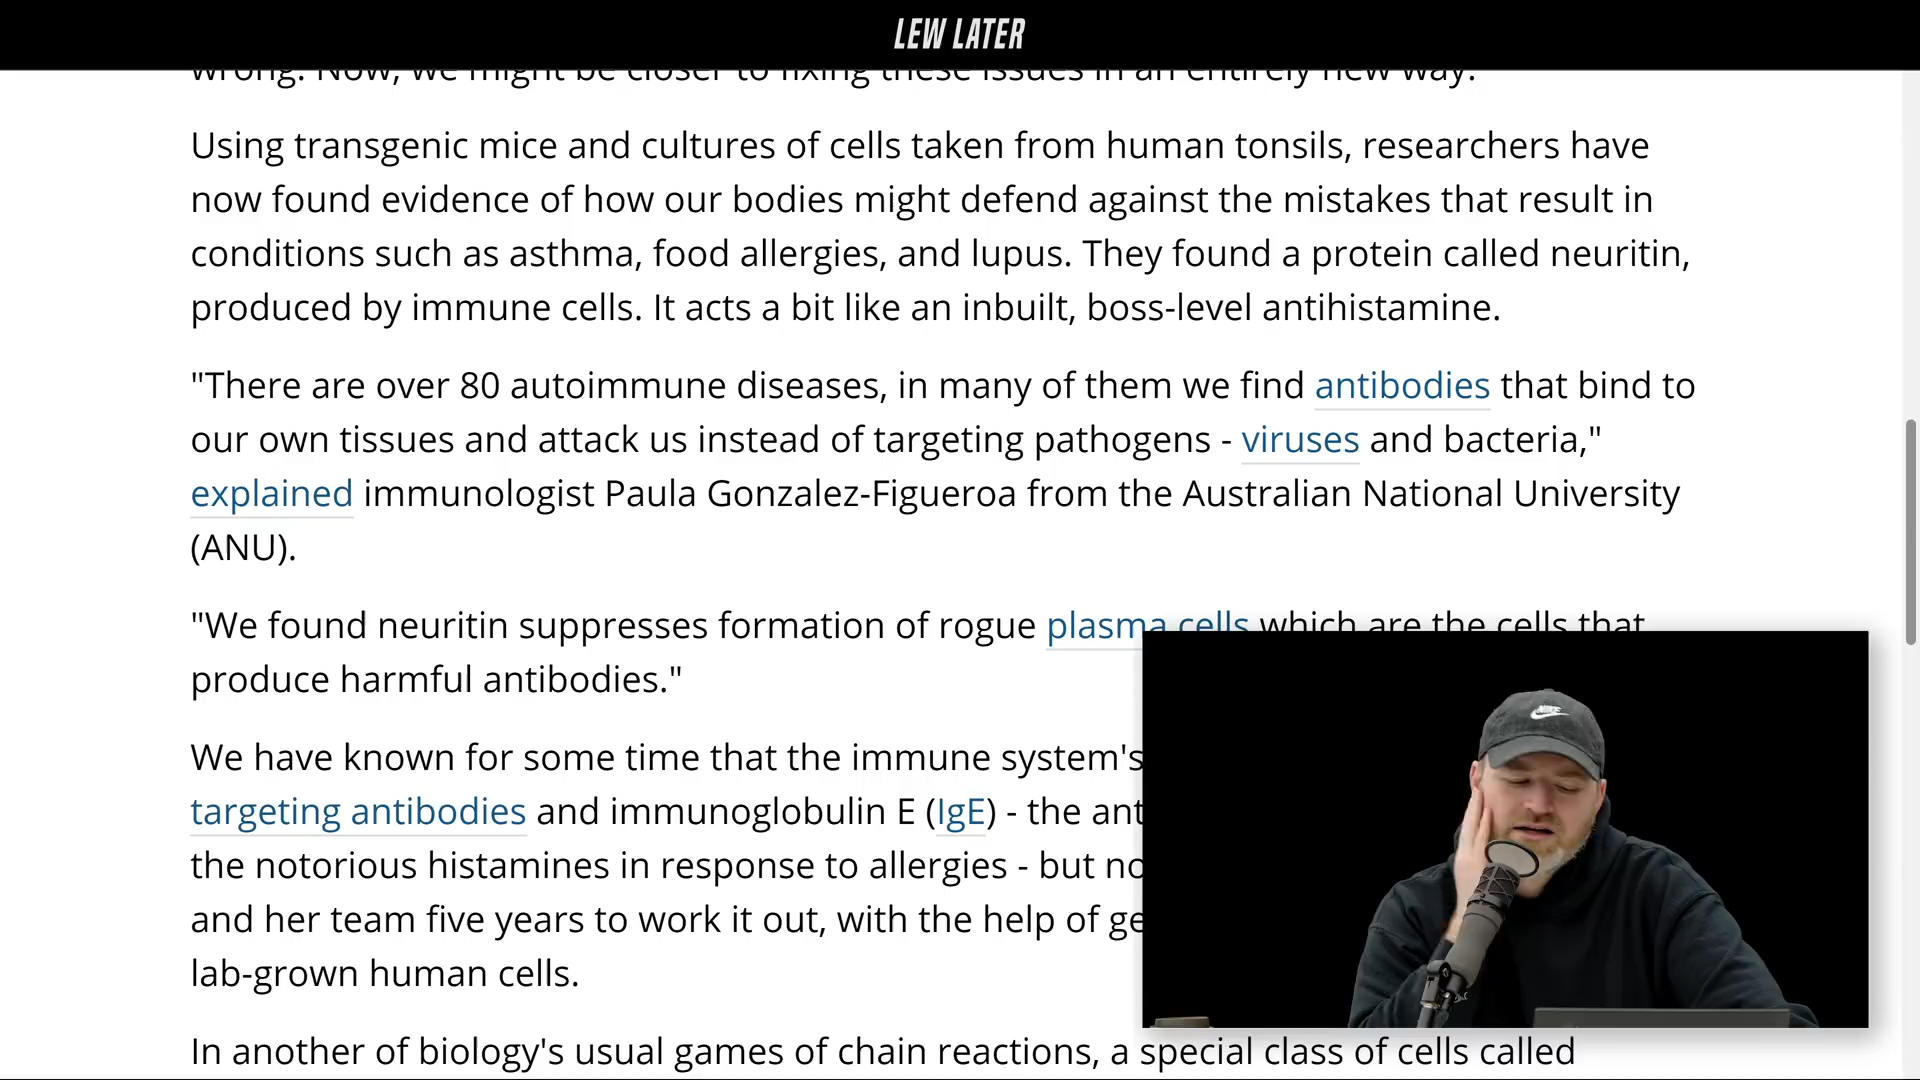 LEW LATER
wrong. Now, we might be closer to fixing these issues in an entirely new way.
Using transgenic mice and cultures of cells taken from human tonsils, researchers have
now found evidence of how our bodies might defend against the mistakes that result in
conditions such as asthma, food allergies, and lupus. They found a protein called neuritin,
produced by immune cells. It acts a bit like an inbuilt, boss-level antihistamine.
"There are over 80 autoimmune diseases, in many of them we find antibodies that bind to
our own tissues and attack us instead of targeting pathogens - viruses and bacteria,"
explained immunologist Paula Gonzalez-Figueroa from the Australian National University
(ANU).
"We found neuritin suppresses formation of rogue plasma cells which are the cells that
produce harmful antibodies."
We have known for some time that the immune system's
targeting antibodies and immunoglobulin E (IgE) - the ant
the notorious histamines in response to allergies - but no
and her team five years to work it out, with the help of ge
lab-grown human cells.
In another of biology's usual games of chain reactions, a special class of cells called
NIKE